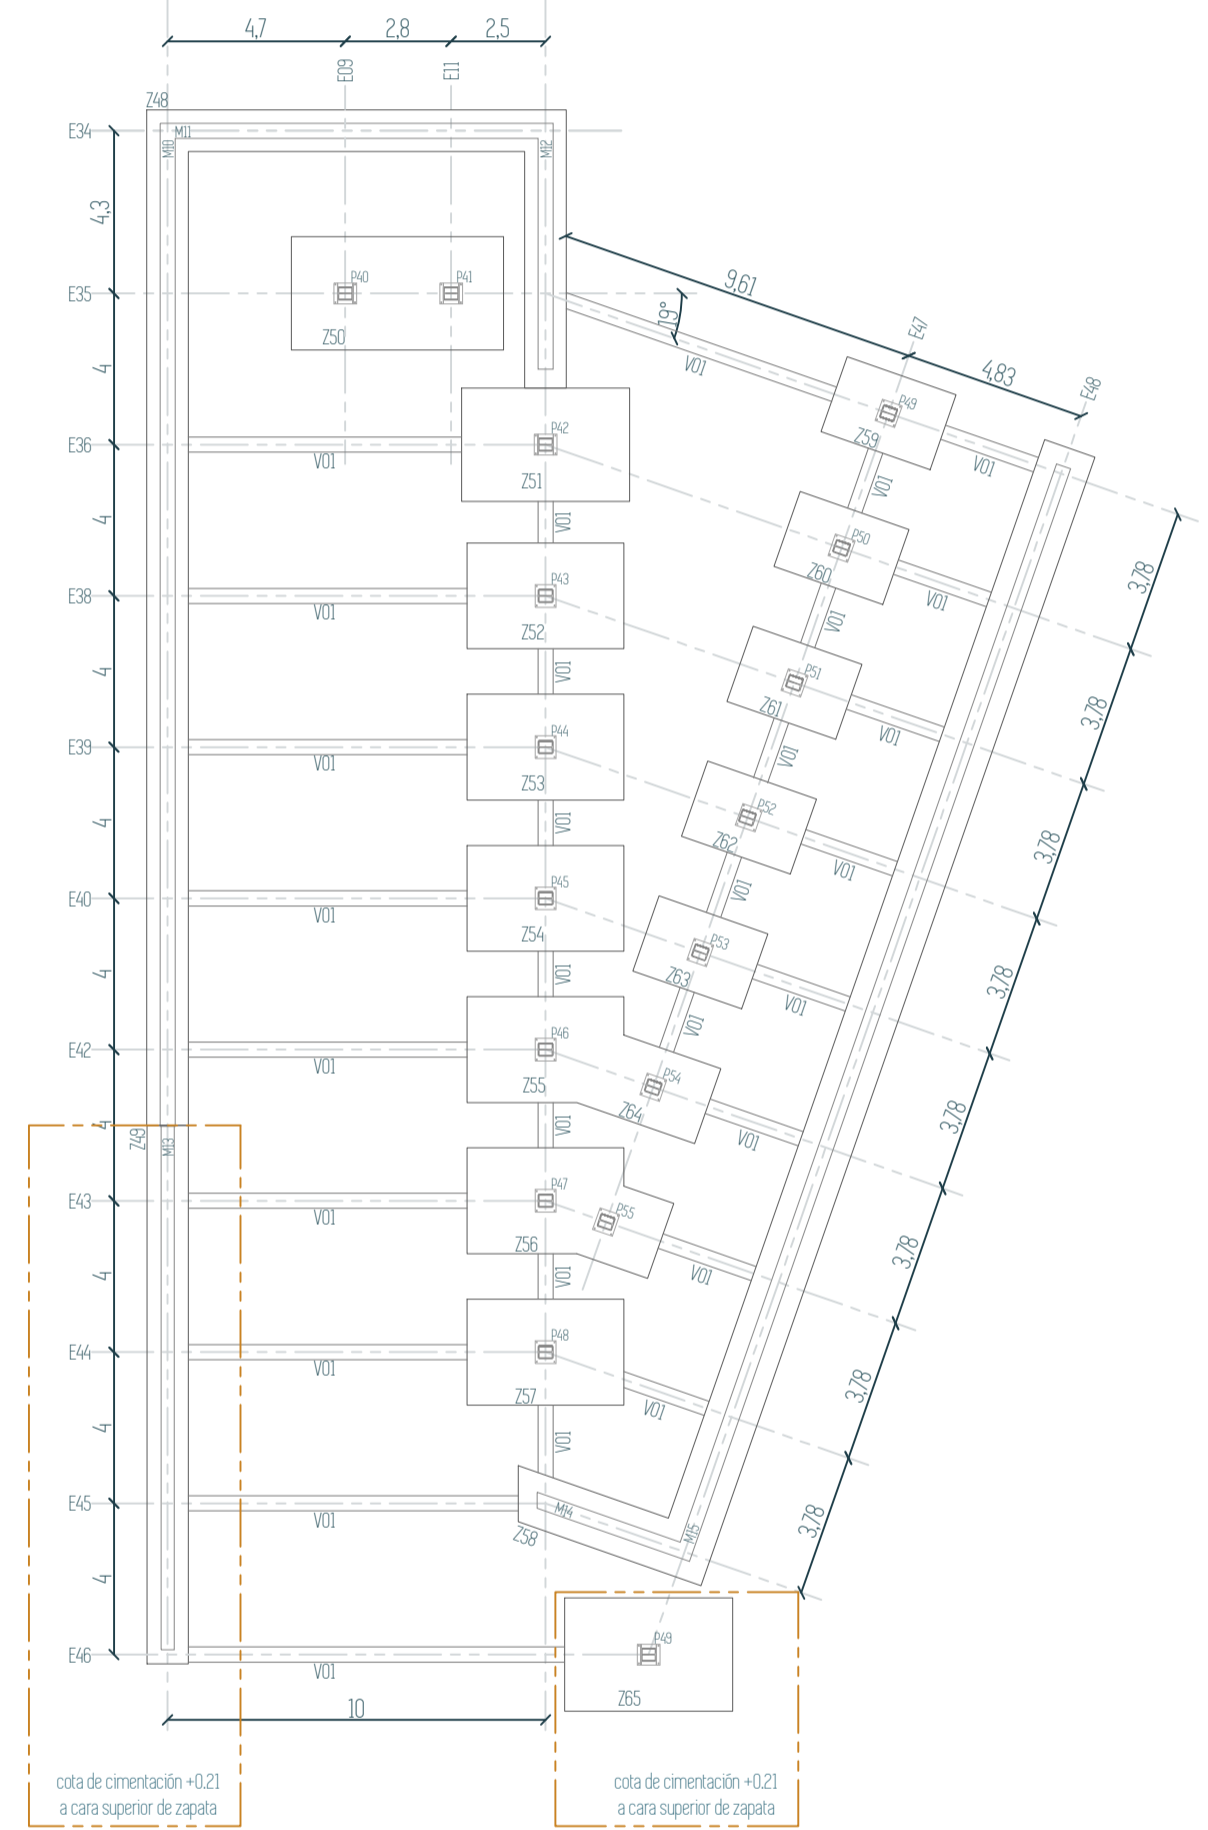 4,7
2,8
2,5
E09
E11
Z48
E34
M10
M11
M12
4,3
9,61
E47
4,83
E48
P40
P41
E35
Z50
19°
V01
P49
Z59
V01
4
E36
V01
P42
Z51
V01
P50
Z60
V01
3,78
4
V01
E38
V01
P43
Z52
V01
P51
Z61
V01
3,78
4
V01
E39
V01
P44
Z53
V01
P52
Z62
V01
3,78
4
V01
E40
V01
P45
Z54
V01
P53
Z63
V01
3,78
4
V01
E42
V01
P46
Z55
V01
P54
Z64
V01
3,78
4
Z49
M13
V01
E43
V01
P47
Z56
P55
V01
3,78
4
V01
E44
V01
P48
Z57
V01
3,78
4
V01
E45
V01
M14
M15
Z58
3,78
4
E46
V01
P49
Z65
10
cota de cimentación +0.21
a cara superior de zapata
cota de cimentación +0.21
a cara superior de zapata